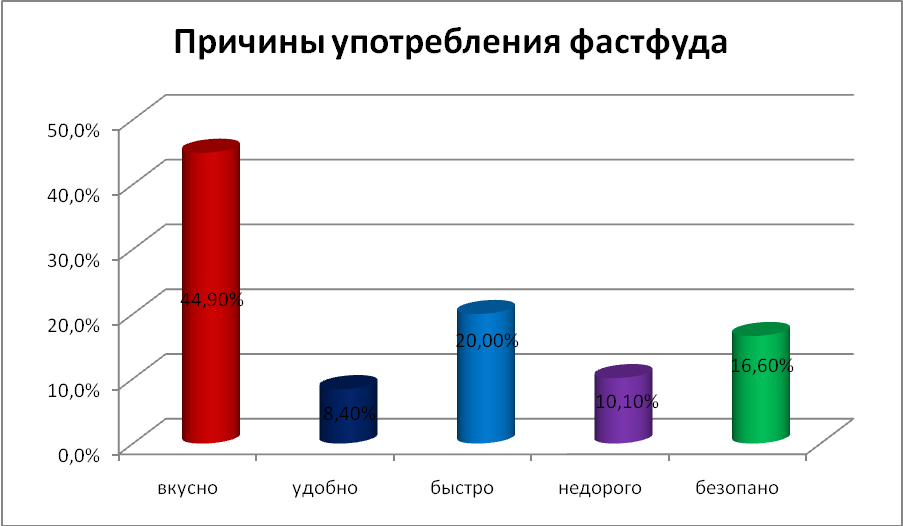 Причины употребления фастфуда
50,0%
40,0%
30,0%
20,0%
10,0%
0,0%
44,90%
8,40%
20,00%
10,10%
16,60%
вкусно
удобно
быстро
недорого
безопано